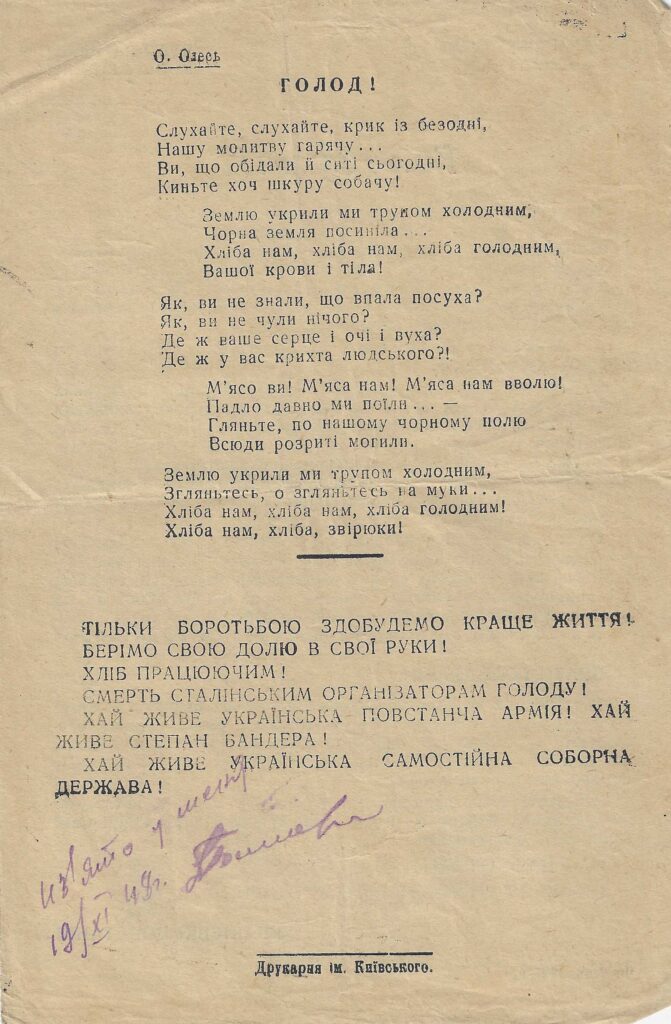 О. Олесь
ГОЛОД!
Слухайте, слухайте, крик із безодні,
Нашу молитву гарячу...
Ви, що обідали й ситі сьогодні,
Киньте хоч шкуру собачу!
Землю укрили ми трупом холодним,
Чорна земля посиніла...
Хліба нам, хліба нам, хліба голодним,
Вашої крови і тіла!
Як, ви не знали, що впала посуха?
Як, ви не чули нічого?
Де ж ваше серце і очі і вуха?
Де ж у вас крихта людського?!
М'ясо ви! М'яса нам! М'яса нам вволю!
Падло давно ми поїли... —
Гляньте, по нашому чорному полю
Всюди розриті могили.
Землю укрили ми трупом холодним,
Згляньтесь, о згляньтесь на муки...
Хліба нам, хліба нам, хліба голодним!
Хліба нам, хліба, звірюки!
ТІЛЬКИ БОРОТЬБОЮ ЗДОБУДЕМО КРАЩЕ ЖИТТЯ!
БЕРІМО СВОЮ ДОЛЮ В СВОЇ РУКИ!
ХЛІБ ПРАЦЮЮЧИМ!
СМЕРТЬ СТАЛІНСЬКИМ ОРГАНІЗАТОРАМ ГОЛОДУ!
ХАЙ ЖИВЕ УКРАЇНСЬКА ПОВСТАНЧА АРМІЯ! ХАЙ
ЖИВЕ СТЕПАН БАНДЕРА!
ХАЙ ЖИВЕ УКРАЇНСЬКА САМОСТІЙНА СОБОРНА
ДЕРЖАВА!
из'ято у мене
19/XI 48г.
Друкарня ім. Київського.